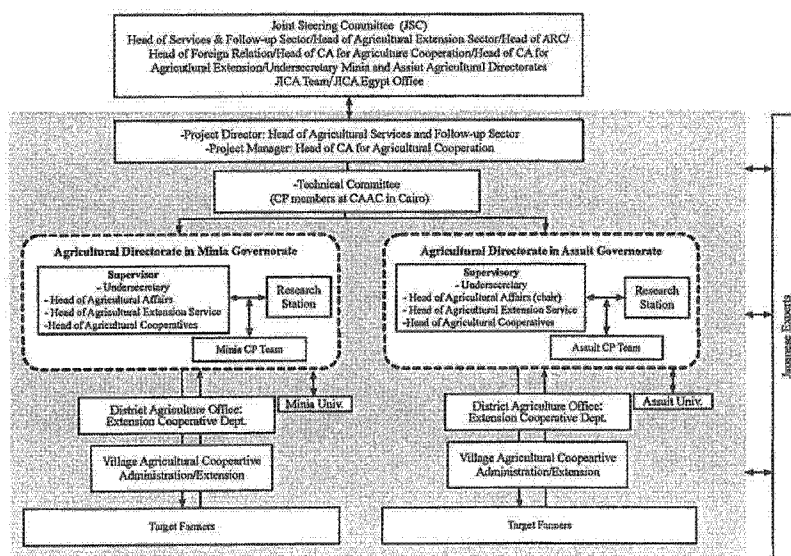 Joint Steering Committee (JSC)
Head of Services & Follow-up Sector/Head of Agricultural Extension Sector/Head of ARC/
Head of Foreign Relation/Head of CA for Agriculture Cooperation/Head of CA for
Agricultural Extension/Undersecretary Minia and Assiut Agricultural Directorates
JICA Team/JICA Egypt Office
-Project Director: Head of Agricultural Services and Follow-up Sector
-Project Manager: Head of CA for Agricultural Cooperation
-Technical Committee
(CP members at CAAC in Cairo)
Agricultural Directorate in Minia Governorate
Supervisor
- Undersecretary
- Head of Agricultural Affairs
- Head of Agricultural Extension Service
-Head of Agricultural Cooperatives
Research
Station
Minia CP Team
Minia Univ.
District Agriculture Office:
Extension Cooperative Dept.
Village Agricultural Coopeartive
Administration/Extension
Target Farmers
Agricultural Directorate in Assuit Governorate
Supervisory
- Undersecretary
- Head of Agricultural Affairs (chair)
- Head of Agricultural Extension Service
- Head of Agricultural Cooperatives
Research
Station
Assuit CP Team
Assuit Univ.
District Agriculture Office:
Extension Cooperative Dept.
Village Agricultural Coopeartive
Administration/Extension
Target Farmers
Japanese Experts